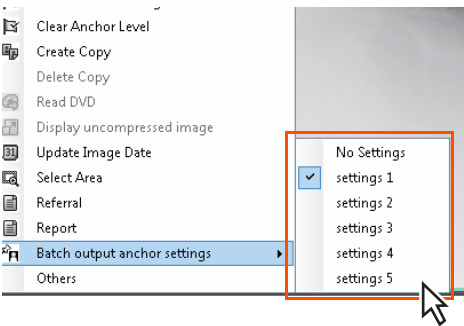 Clear Anchor Level
Create Copy
Delete Copy
Read DVD
Display uncompressed image
31 Update Image Date
Select Area
Referral
Report
Batch output anchor settings
Others
No Settings
settings 1
settings 2
settings 3
settings 4
settings 5